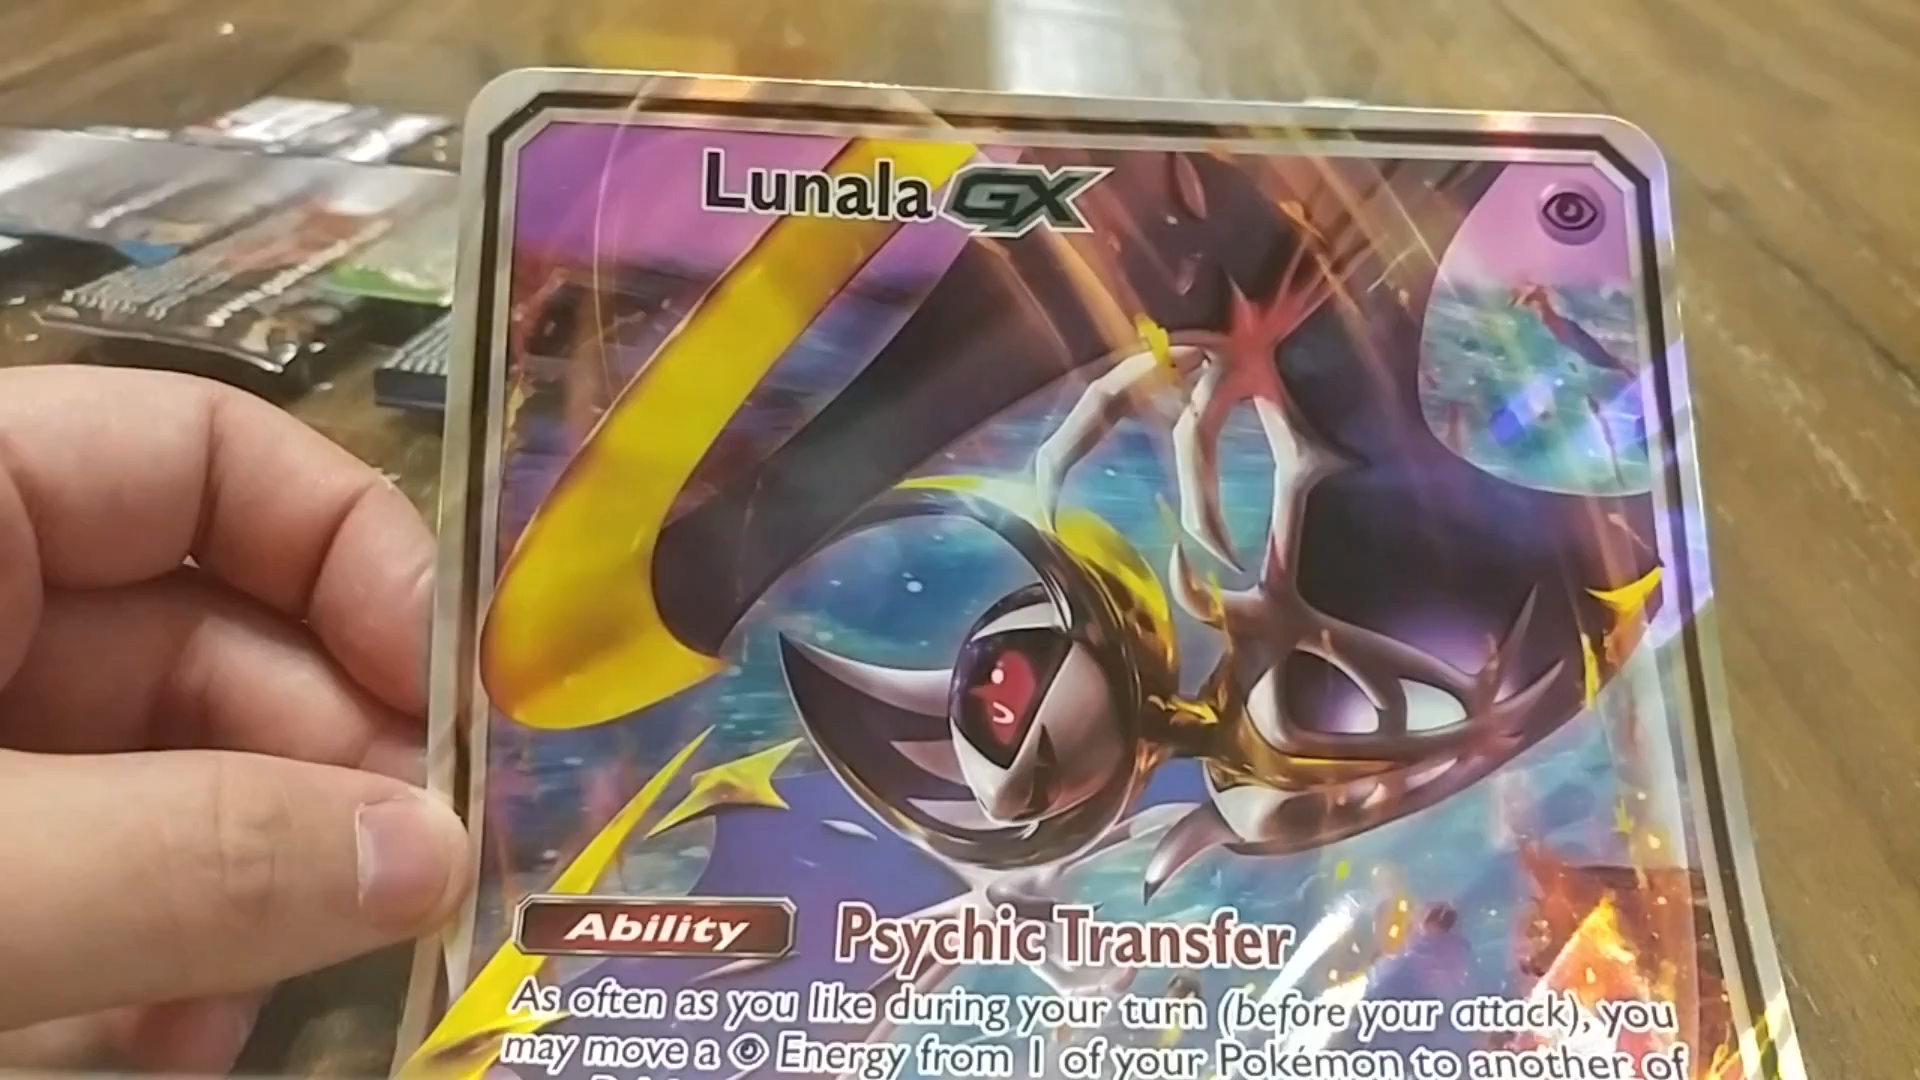 Lunala GX
Ability Psychic Transfer
As often as you like during your turn (before your attack), you
may move a Energy from 1 of your Pokémon to another of